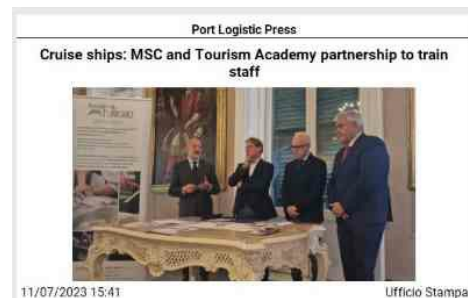 Port Logistic Press
Cruise ships: MSC and Tourism Academy partnership to train
staff
TURISMO
11/07/2023 15:41
Ufficio Stampa